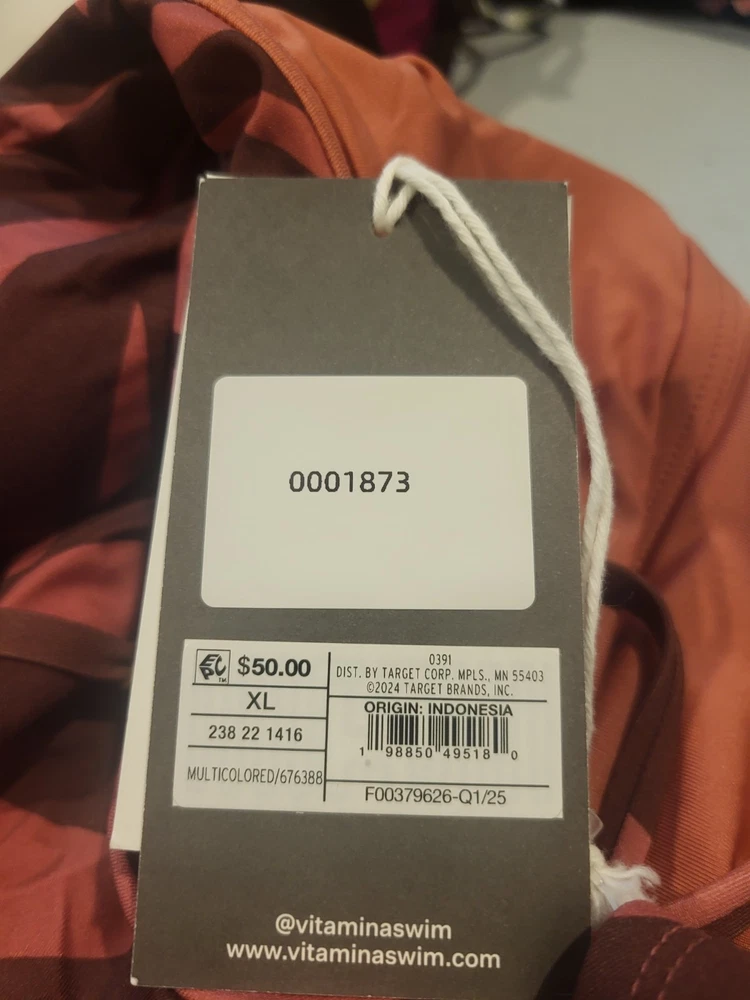 0001873
EPC™ $50.00
XL
238 22 1416
MULTICOLORED/676388
0391
DIST. BY TARGET CORP. MPLS., MN 55403
©2024 TARGET BRANDS, INC.
ORIGIN: INDONESIA
1 98850 49518 0
F00379626-Q1/25
@vitaminaswim
www.vitaminaswim.com